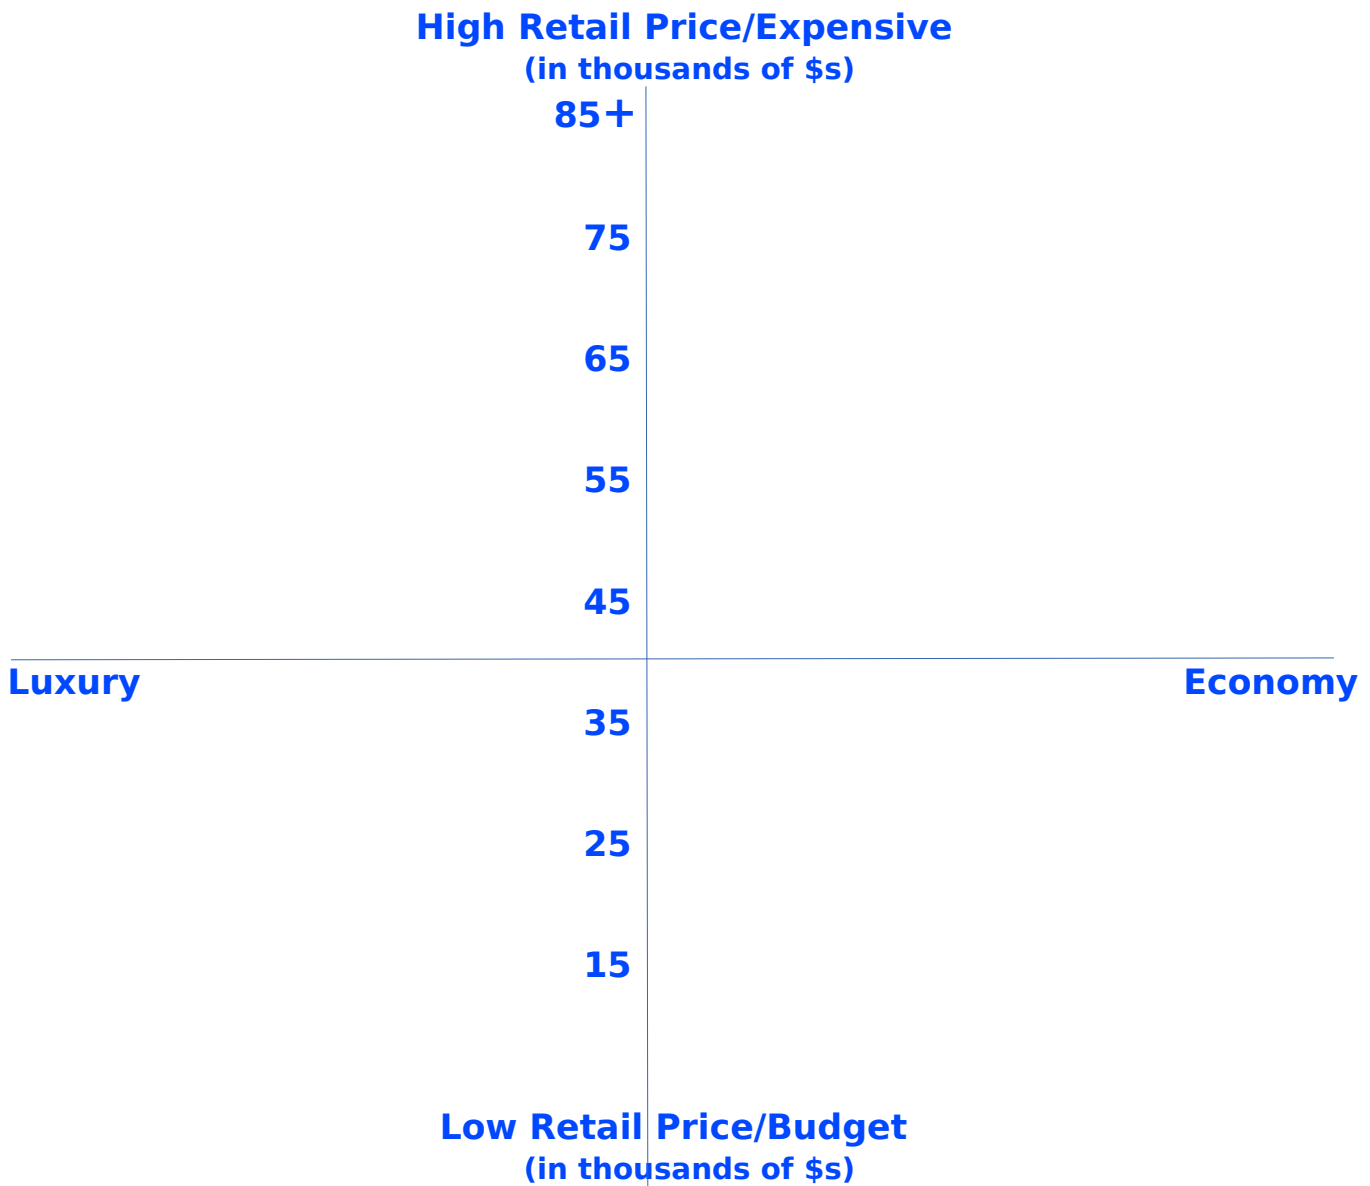 High Retail Price/Expensive
(in thousands of $s)
85+
75
65
55
45
Luxury
Economy
35
25
15
Low Retail Price/Budget
(in thousands of $s)